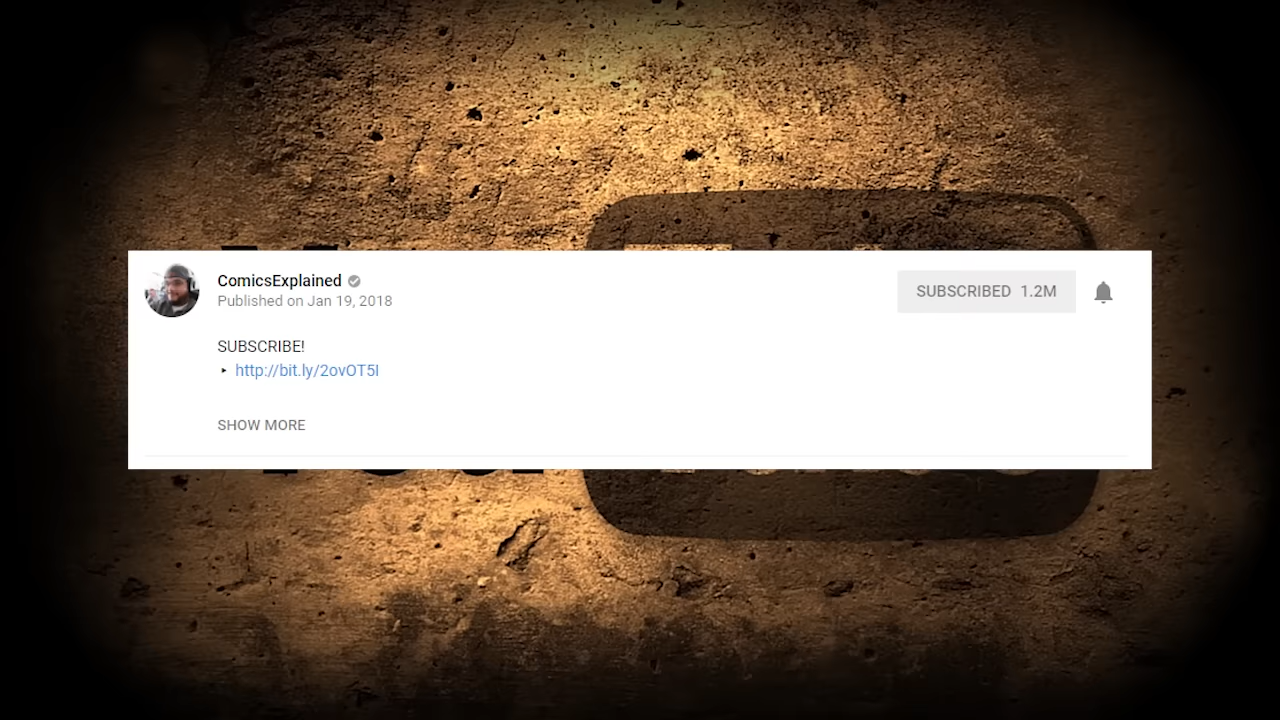 ComicsExplained
Published on Jan 19, 2018
SUBSCRIBED 1.2M
SUBSCRIBE!
‣ http://bit.ly/2ovOT5I
SHOW MORE